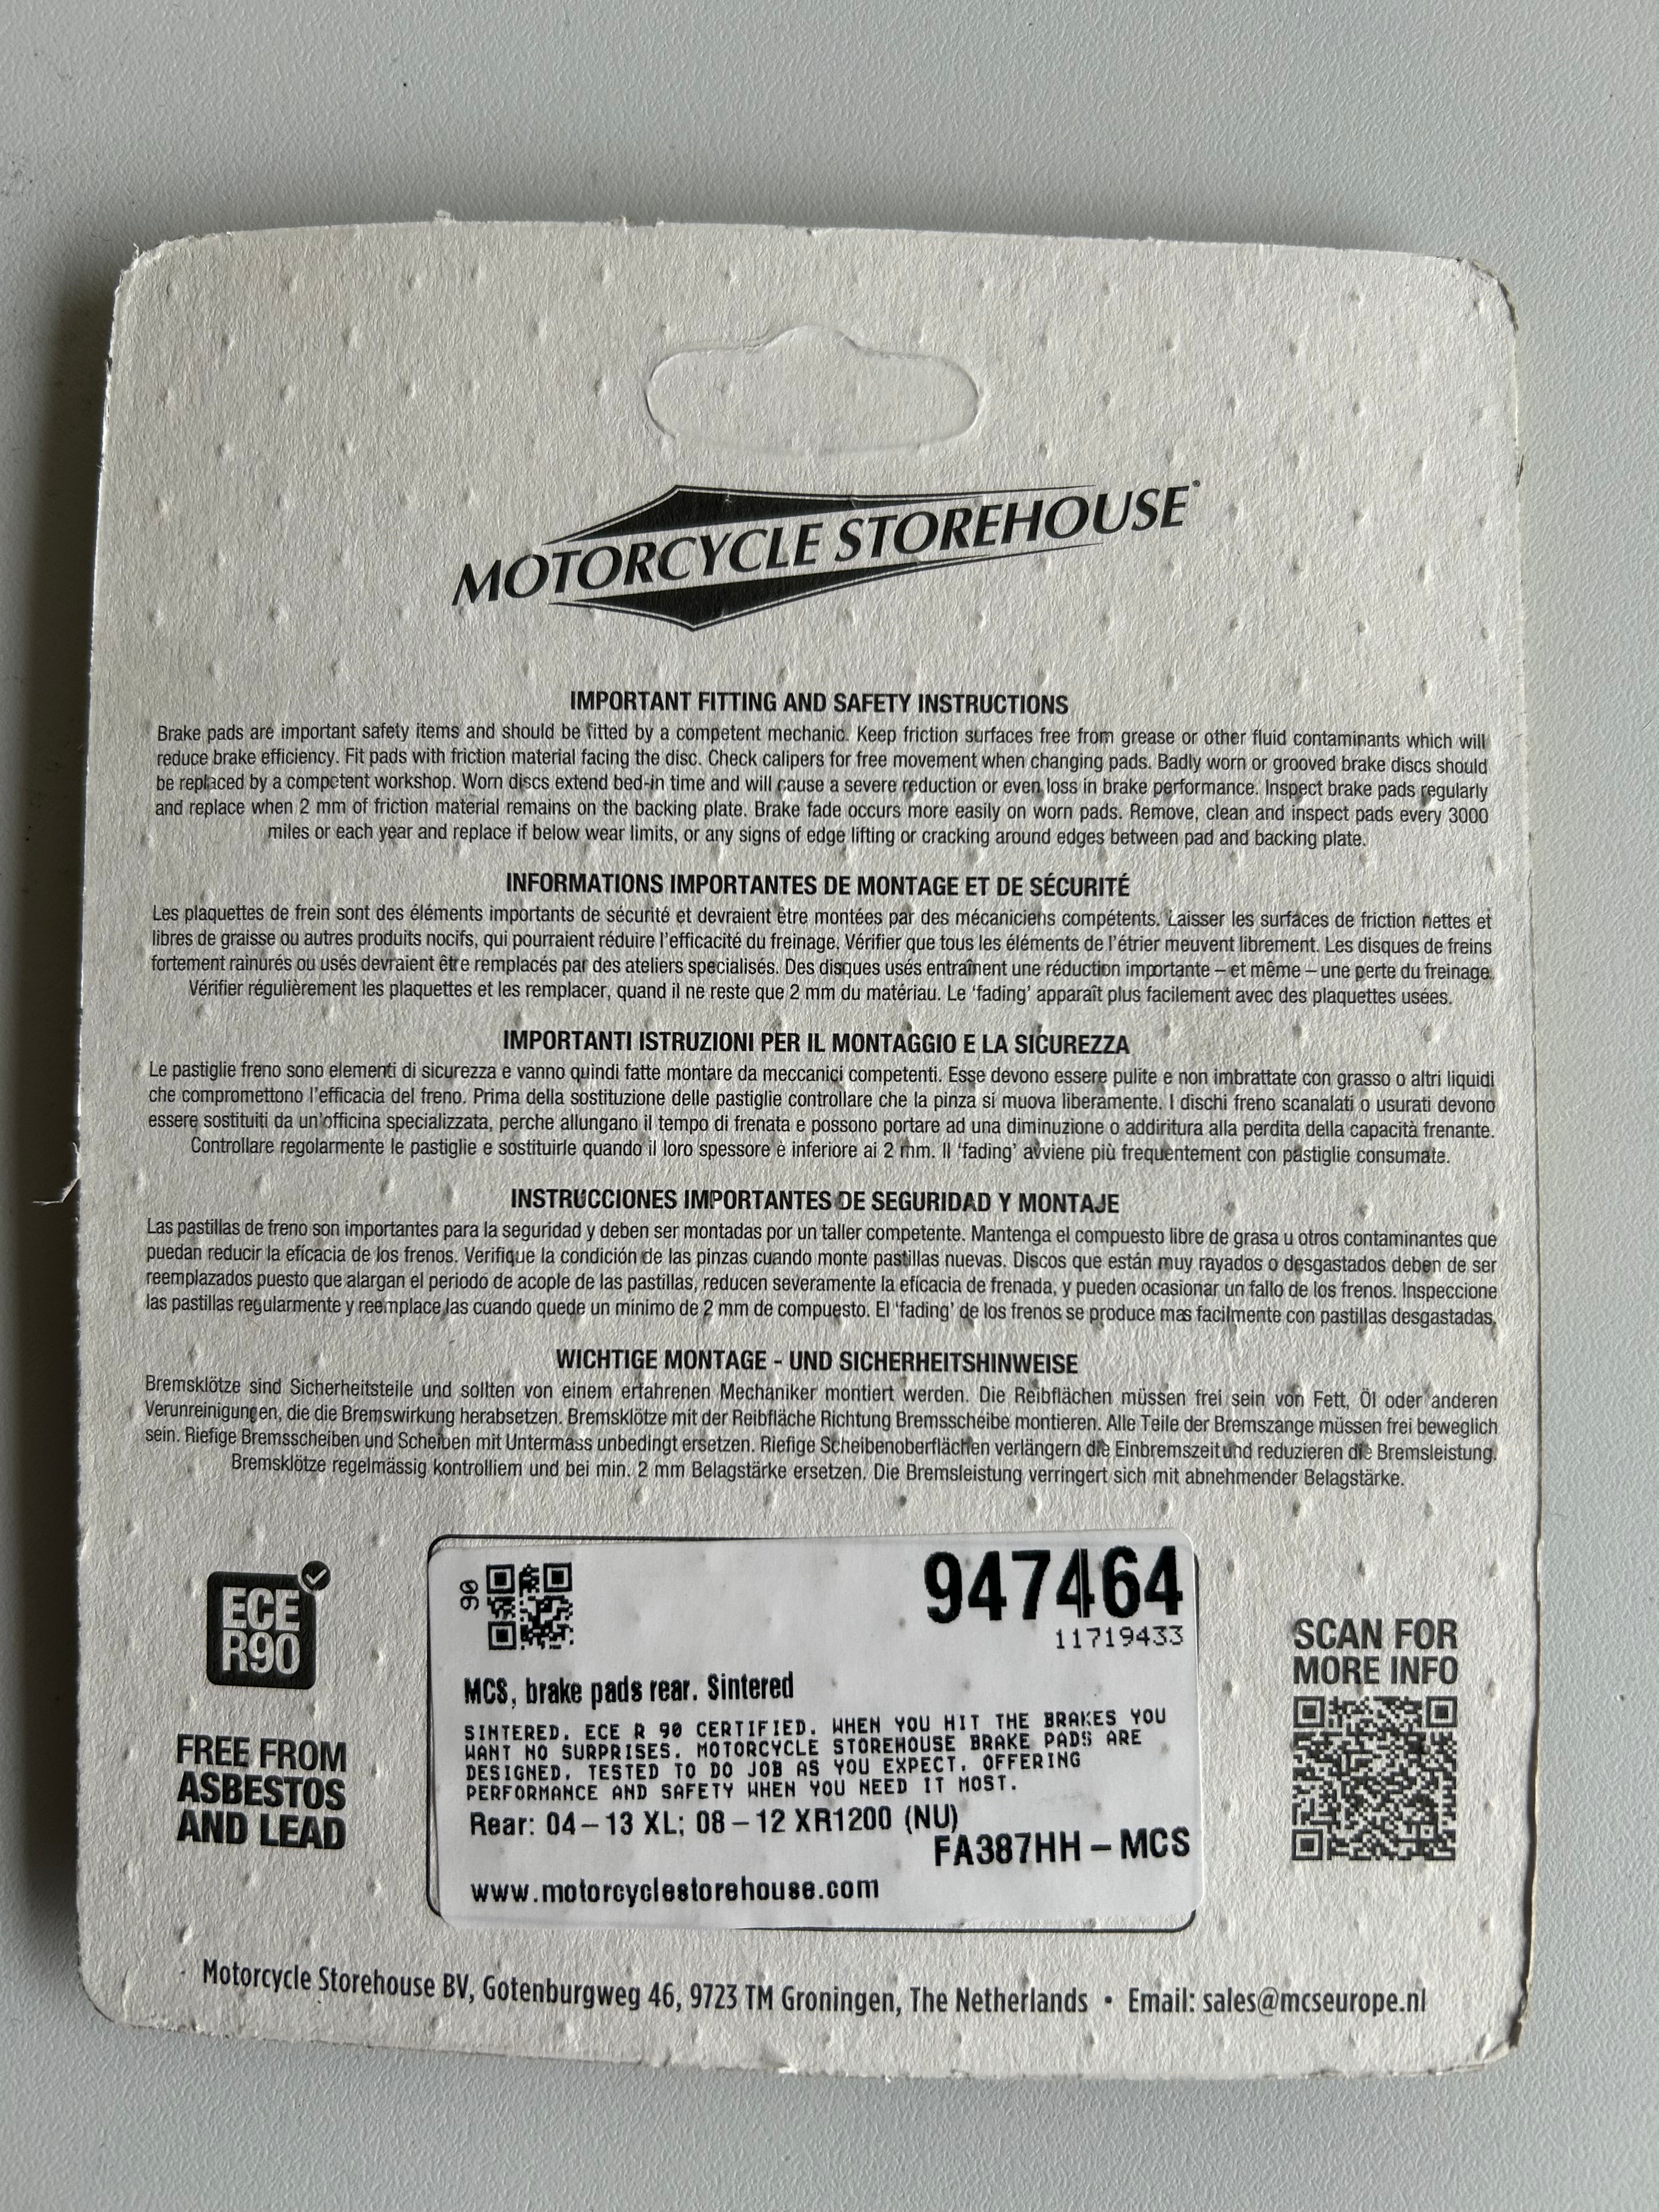 MOTORCYCLE STOREHOUSE®
IMPORTANT FITTING AND SAFETY INSTRUCTIONS
Brake pads are important safety items and should be fitted by a competent mechanic. Keep friction surfaces free from grease or other fluid contaminants which will
reduce brake efficiency. Fit pads with friction material facing the disc. Check calipers for free movement when changing pads. Badly worn or grooved brake discs should
be replaced by a competent workshop. Worn discs extend bed-in time and will cause a severe reduction or even loss in brake performance. Inspect brake pads regularly
and replace when 2 mm of friction material remains on the backing plate. Brake fade occurs more easily on worn pads. Remove, clean and inspect pads every 3000
miles or each year and replace if below wear limits, or any signs of edge lifting or cracking around edges between pad and backing plate.
INFORMATIONS IMPORTANTES DE MONTAGE ET DE SÉCURITÉ
Les plaquettes de frein sont des éléments importants de sécurité et devraient être montées par des mécaniciens compétents. Laisser les surfaces de friction nettes et
libres de graisse ou autres produits nocifs, qui pourraient réduire l'efficacité du freinage. Vérifier que tous les éléments de l'étrier meuvent librement. Les disques de freins
fortement rainurés ou usés devraient être remplacés par des ateliers specialisés. Des disques usés entraînent une réduction importante – et même – une perte du freinage.
Vérifier régulièrement les plaquettes et les remplacer, quand il ne reste que 2 mm du matériau. Le 'fading' apparaît plus facilement avec des plaquettes usées.
IMPORTANTI ISTRUZIONI PER IL MONTAGGIO E LA SICUREZZA
Le pastiglie freno sono elementi di sicurezza e vanno quindi fatte montare da meccanici competenti. Esse devono essere pulite e non imbrattate con grasso o altri liquidi
che compromettono l'efficacia del freno. Prima della sostituzione delle pastiglie controllare che la pinza si muova liberamente. I dischi freno scanalati o usurati devono
essere sostituiti da un'officina specializzata, perche allungano il tempo di frenata e possono portare ad una diminuzione o addiritura alla perdita della capacità frenante.
Controllare regolarmente le pastiglie e sostituirle quando il loro spessore è inferiore ai 2 mm. Il 'fading' avviene più frequentement con pastiglie consumate.
INSTRUCCIONES IMPORTANTES DE SEGURIDAD Y MONTAJE
Las pastillas de freno son importantes para la seguridad y deben ser montadas por un taller competente. Mantenga el compuesto libre de grasa u otros contaminantes que
puedan reducir la eficacia de los frenos. Verifique la condición de las pinzas cuando monte pastillas nuevas. Discos que están muy rayados o desgastados deben de ser
reemplazados puesto que alargan el periodo de acople de las pastillas, reducen severamente la eficacia de frenada, y pueden ocasionar un fallo de los frenos. Inspeccione
las pastillas regularmente y reemplace las cuando quede un minimo de 2 mm de compuesto. El 'fading' de los frenos se produce mas facilmente con pastillas desgastadas.
WICHTIGE MONTAGE - UND SICHERHEITSHINWEISE
Bremsklötze sind Sicherheitsteile und sollten von einem erfahrenen Mechaniker montiert werden. Die Reibflächen müssen frei sein von Fett, Öl oder anderen
Verunreinigungen, die die Bremswirkung herabsetzen. Bremsklötze mit der Reibfläche Richtung Bremsscheibe montieren. Alle Teile der Bremszange müssen frei beweglich
sein. Riefige Bremsscheiben und Scheiben mit Untermass unbedingt ersetzen. Riefige Scheibenoberflächen verlängern die Einbremszeit und reduzieren die Bremsleistung.
Bremsklötze regelmässig kontrolliem und bei min. 2 mm Belagstärke ersetzen. Die Bremsleistung verringert sich mit abnehmender Belagstärke.
ECE
R90
FREE FROM
ASBESTOS
AND LEAD
90
947464
11719433
MCS, brake pads rear. Sintered
SINTERED. ECE R 90 CERTIFIED. WHEN YOU HIT THE BRAKES YOU
WANT NO SURPRISES. MOTORCYCLE STOREHOUSE BRAKE PADS ARE
DESIGNED, TESTED TO DO JOB AS YOU EXPECT, OFFERING
PERFORMANCE AND SAFETY WHEN YOU NEED IT MOST.
Rear: 04-13 XL; 08-12 XR1200 (NU)
FA387HH-MCS
www.motorcyclestorehouse.com
SCAN FOR
MORE INFO
Motorcycle Storehouse BV, Gotenburgweg 46, 9723 TM Groningen, The Netherlands • Email: sales@mcseurope.nl